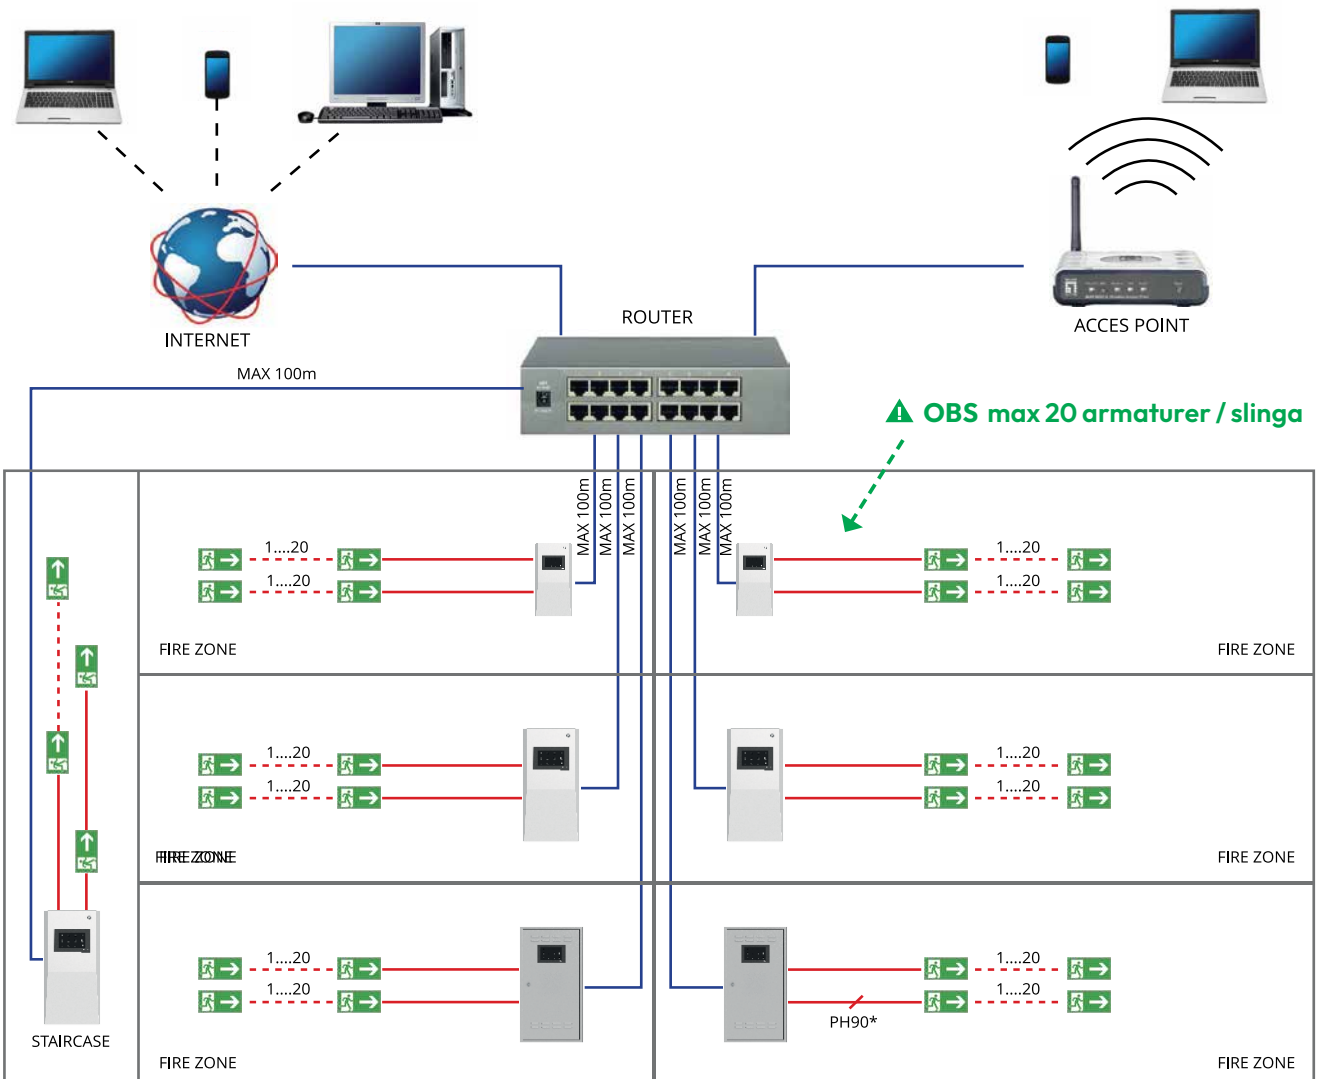 INTERNET
ROUTER
ACCES POINT
MAX 100m
OBS max 20 armaturer / slinga
MAX 100m
MAX 100m
MAX 100m
MAX 100m
MAX 100m
MAX 100m
1....20
1....20
FIRE ZONE
1....20
1....20
FIRE ZONE
1....20
1....20
FIRE ZONE
1....20
1....20
FIRE ZONE
STAIRCASE
1....20
1....20
FIRE ZONE
1....20
1....20
PH90*
FIRE ZONE